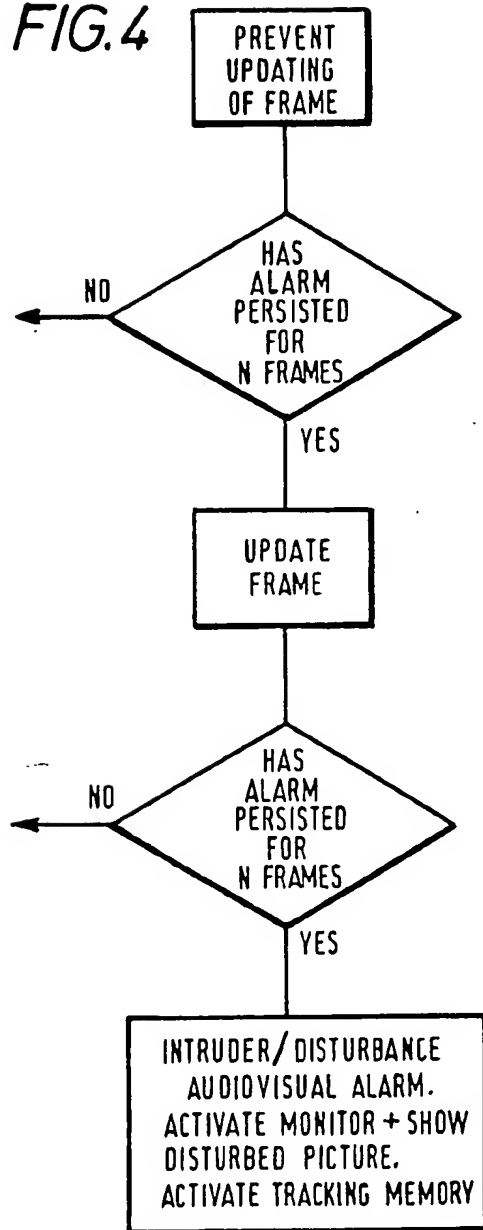 FIG.4
PREVENT
UPDATING
OF FRAME
HAS
ALARM
PERSISTED
FOR
N FRAMES
NO
YES
UPDATE
FRAME
HAS
ALARM
PERSISTED
FOR
N FRAMES
NO
YES
INTRUDER/DISTURBANCE
AUDIOVISUAL ALARM.
ACTIVATE MONITOR + SHOW
DISTURBED PICTURE.
ACTIVATE TRACKING MEMORY